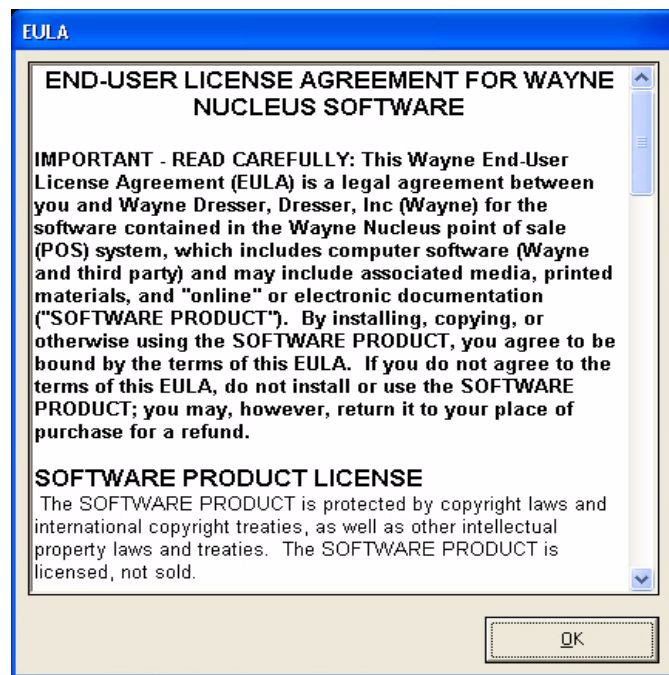 EULA
END-USER LICENSE AGREEMENT FOR WAYNE
NUCLEUS SOFTWARE
IMPORTANT - READ CAREFULLY: This Wayne End-User
License Agreement (EULA) is a legal agreement between
you and Wayne Dresser, Dresser, Inc (Wayne) for the
software contained in the Wayne Nucleus point of sale
(POS) system, which includes computer software (Wayne
and third party) and may include associated media, printed
materials, and "online" or electronic documentation
("SOFTWARE PRODUCT").  By installing, copying, or
otherwise using the SOFTWARE PRODUCT, you agree to be
bound by the terms of this EULA.  If you do not agree to the
terms of this EULA, do not install or use the SOFTWARE
PRODUCT; you may, however, return it to your place of
purchase for a refund.
SOFTWARE PRODUCT LICENSE
The SOFTWARE PRODUCT is protected by copyright laws and
international copyright treaties, as well as other intellectual
property laws and treaties.  The SOFTWARE PRODUCT is
licensed, not sold.
OK